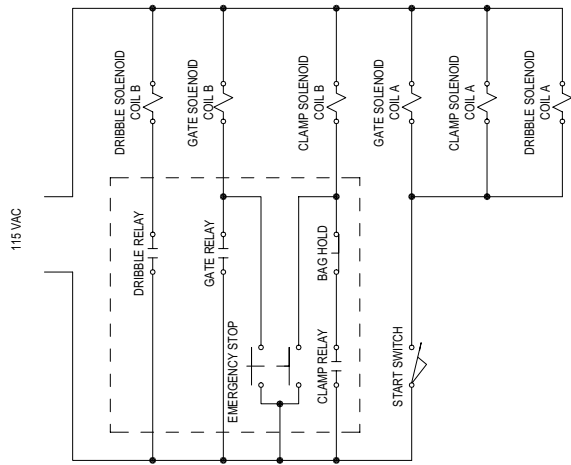 115 VAC
DRIBBLE SOLENOID
COIL B
GATE SOLENOID
COIL B
CLAMP SOLENOID
COIL B
GATE SOLENOID
COIL A
CLAMP SOLENOID
COIL A
DRIBBLE SOLENOID
COIL A
DRIBBLE RELAY
GATE RELAY
BAG HOLD
EMERGENCY STOP
CLAMP RELAY
START SWITCH